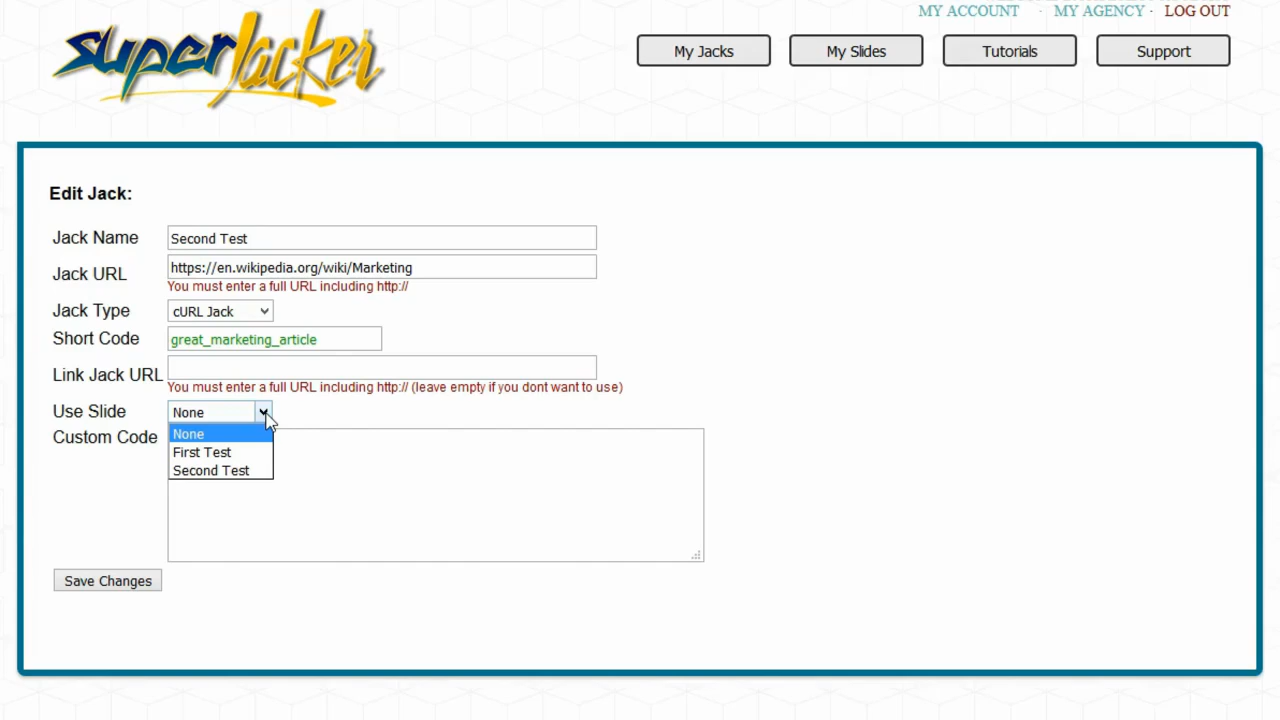 MY ACCOUNT · MY AGENCY · LOG OUT
superJacker
My Jacks
My Slides
Tutorials
Support
Edit Jack:
Jack Name
Second Test
Jack URL
https://en.wikipedia.org/wiki/Marketing
You must enter a full URL including http://
Jack Type
cURL Jack
Short Code
great_marketing_article
Link Jack URL
You must enter a full URL including http:// (leave empty if you dont want to use)
Use Slide
None
None
First Test
Second Test
Custom Code
Save Changes